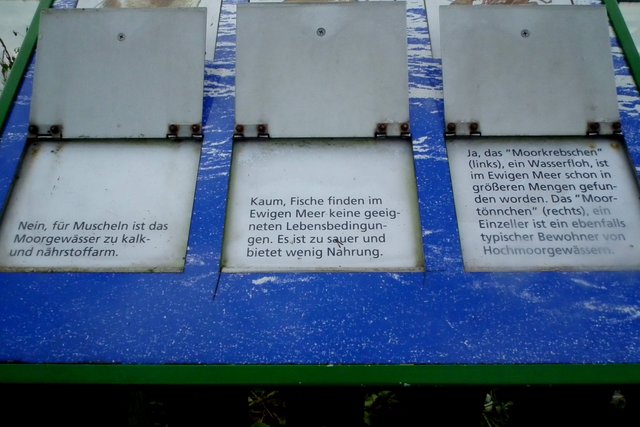 Nein, für Muscheln ist das
Moorgewässer zu kalk-
und nährstoffarm.
Kaum, Fische finden im
Ewigen Meer keine geeig-
neten Lebensbedingun-
gen. Es ist zu sauer und
bietet wenig Nahrung.
Ja, das "Moorkrebschen"
(links), ein Wasserfloh, ist
im Ewigen Meer schon in
größeren Mengen gefun-
den worden. Das "Moor-
tönnchen" (rechts), ein
Einzeller ist ein ebenfalls
typischer Bewohner von
Hochmoorgewässern.